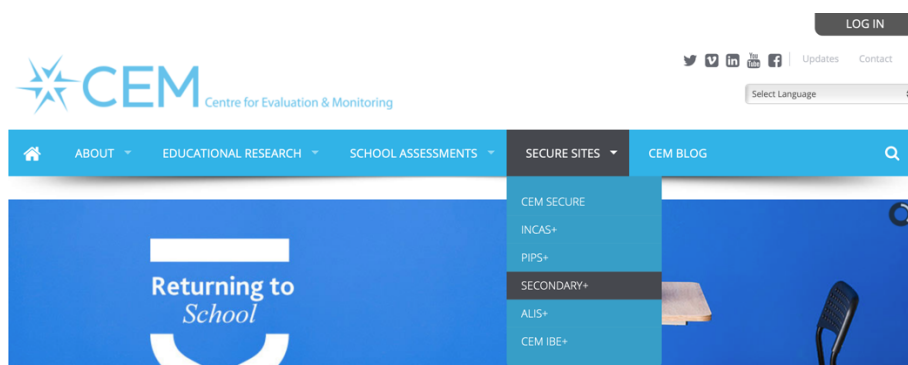 LOG IN
Updates Contact
CEM Centre for Evaluation & Monitoring
Select Language
ABOUT EDUCATIONAL RESEARCH SCHOOL ASSESSMENTS SECURE SITES CEM BLOG
CEM SECURE
INCAS+
PIPS+
SECONDARY+
ALIS+
CEM IBE+
Returning to
School